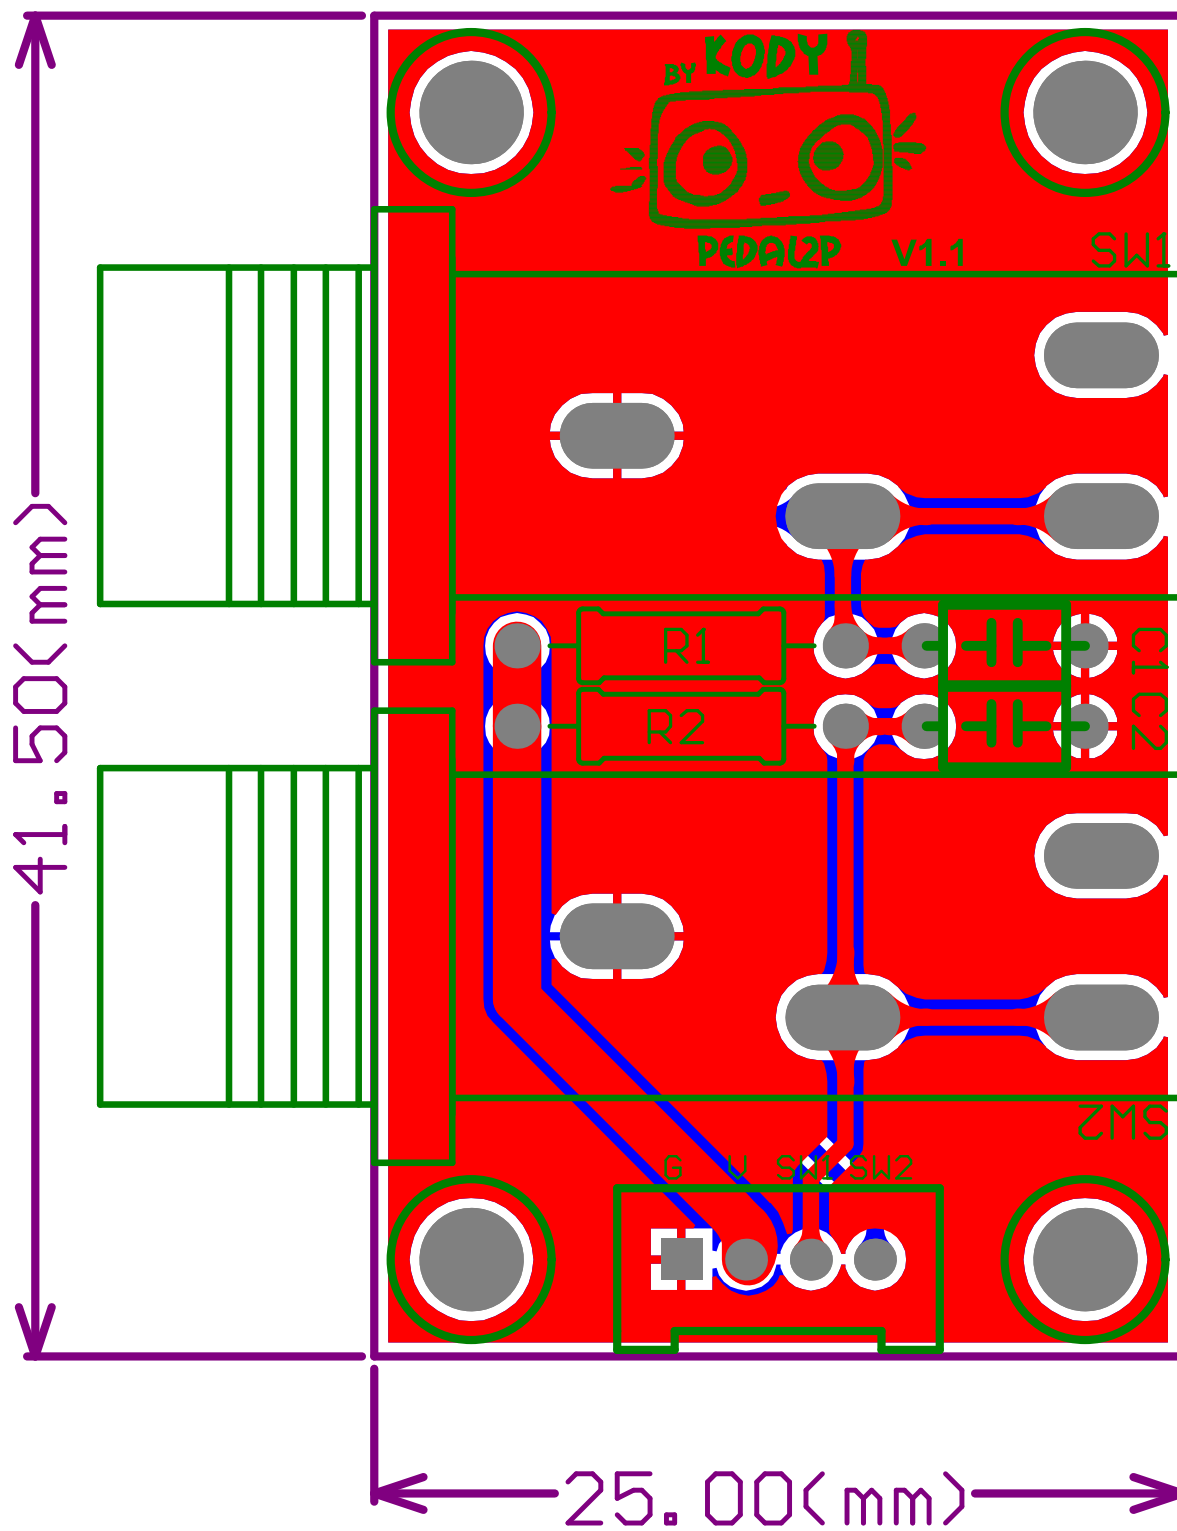 BY KODY
PEDAL2P V1.1
SW1
41.50(mm)
R1
C1
R2
C2
SW2
G V SW1 SW2
25.00(mm)